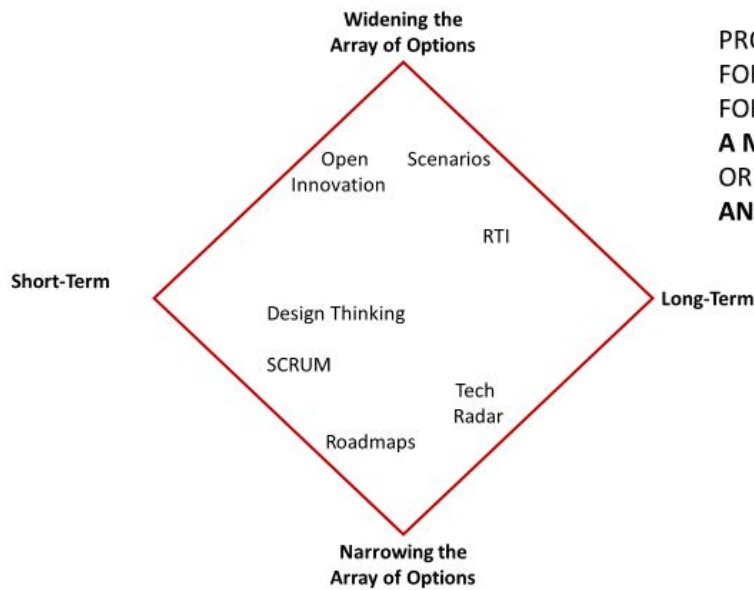 Widening the
Array of Options
Open
Innovation
Scenarios
RTI
Short-Term
Long-Term
Design Thinking
SCRUM
Tech
Radar
Roadmaps
Narrowing the
Array of Options
A
OR